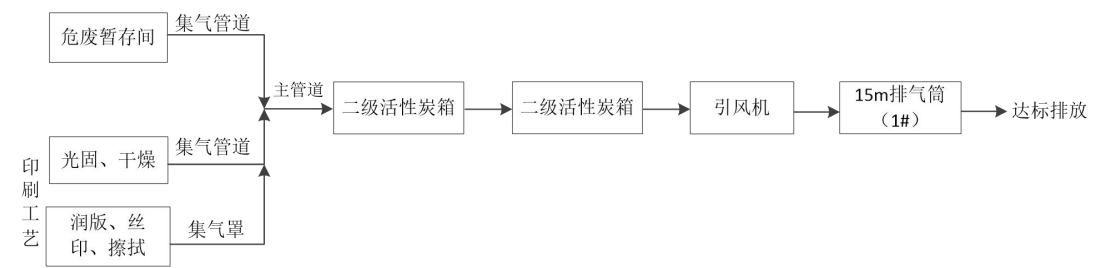 危废暂存间
集气管道
主管道
二级活性炭箱
二级活性炭箱
引风机
15m排气筒
（1#）
达标排放
印刷工艺
光固、干燥
集气管道
润版、丝
印、擦拭
集气罩